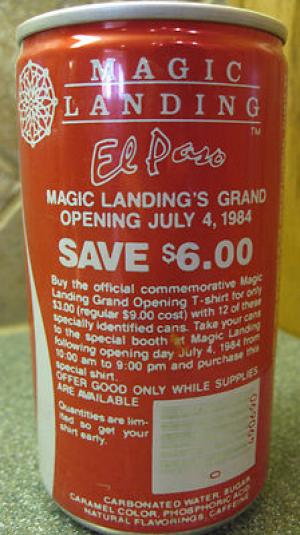 MAGIC
LANDING
TM
El Paso
MAGIC LANDING'S GRAND
OPENING JULY 4, 1984
SAVE $6.00
Buy the official commemorative Magic
Landing Grand Opening T-shirt for only
$3.00 (regular $9.00 cost) with 12 of these
specially identified cans. Take your cans
to the special booth at Magic Landing
following opening day July 4, 1984 from
10:00 am to 9:00 pm and purchase this
special shirt.
OFFER GOOD ONLY WHILE SUPPLIES
ARE AVAILABLE
Quantities are lim-
ited so get your
shirt early.
CARBONATED WATER, SUGAR
CARAMEL COLOR, PHOSPHORIC ACID
NATURAL FLAVORINGS, CAFFEINE